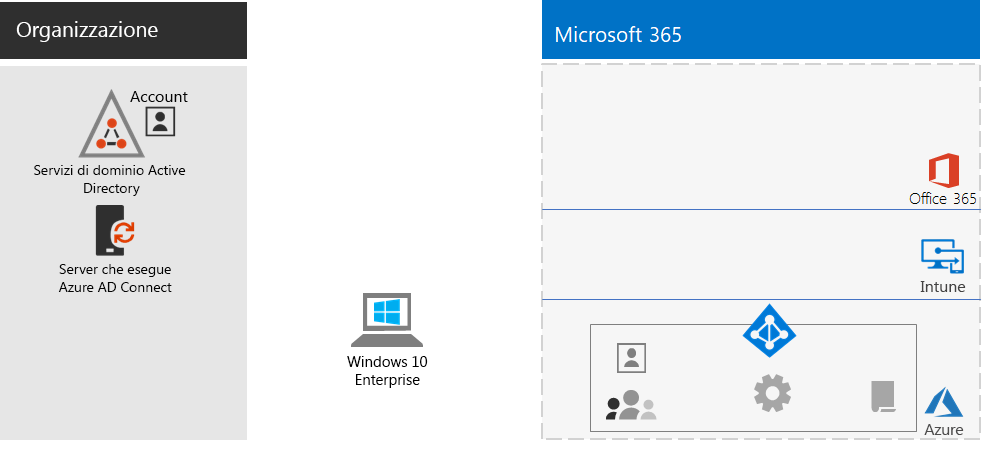 Organizzazione
Microsoft 365
Account
Servizi di dominio Active
Directory
Server che esegue
Azure AD Connect
Windows 10
Enterprise
Office 365
Intune
Azure